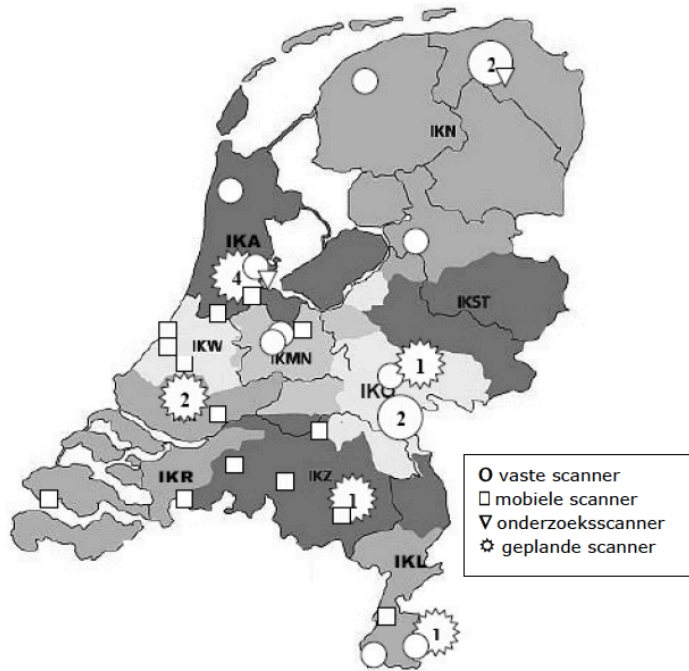 2
IKN
IKA
4
IKST
IKW
IKMN
1
IKO
2
2
IKR
IKZ
1
IKL
1
O vaste scanner
mobiele scanner
onderzoeksscanner
geplande scanner